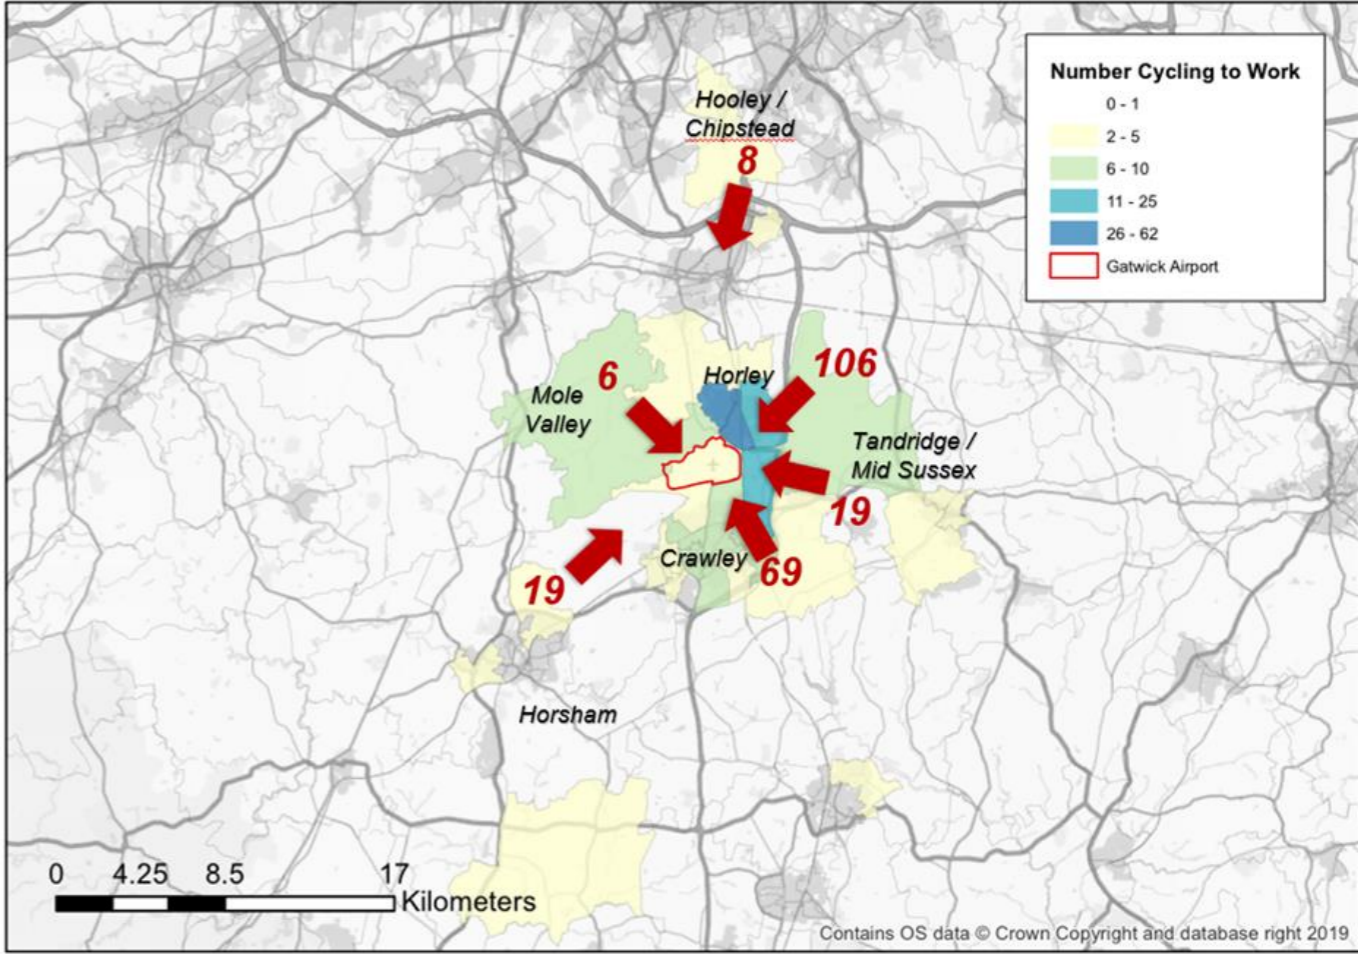 Number Cycling to Work
0 - 1
2 - 5
6 - 10
11 - 25
26 - 62
Gatwick Airport
Hooley /
Chipstead
8
6
Mole
Valley
Horley
106
Tandridge /
Mid Sussex
19
Crawley
69
19
Horsham
0 4.25 8.5 17
Kilometers
Contains OS data © Crown Copyright and database right 2019